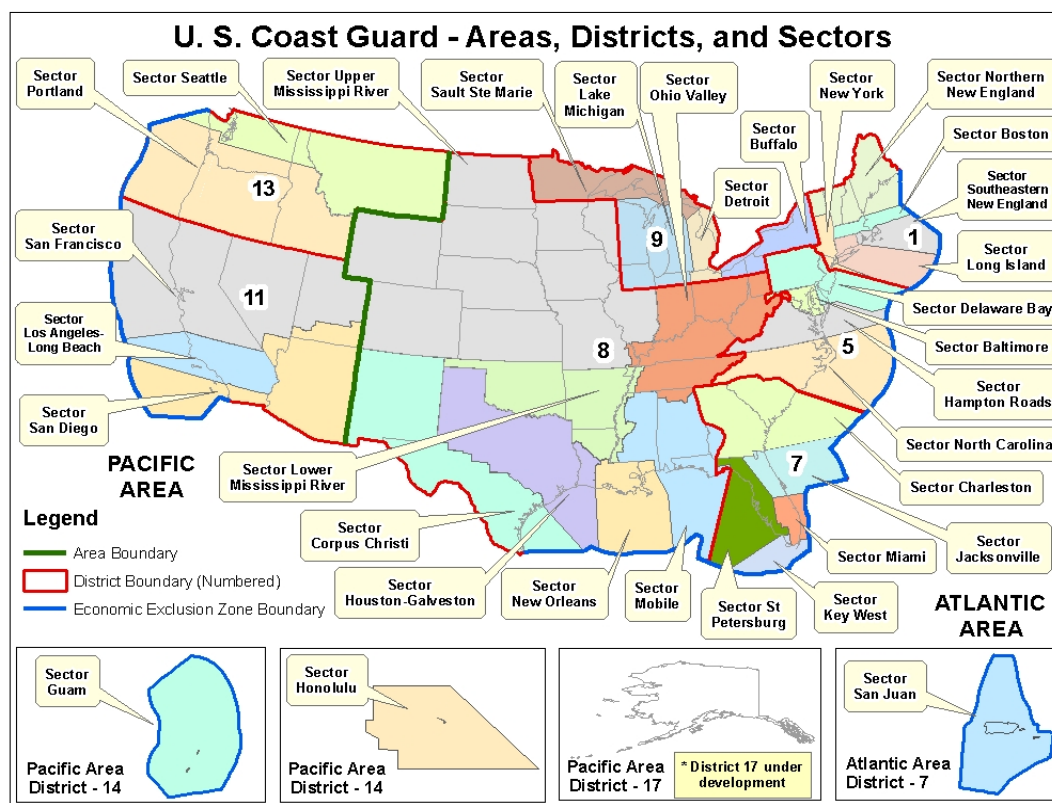 U. S. Coast Guard - Areas, Districts, and Sectors
Sector
Portland
Sector Seattle
Sector Upper
Mississippi River
Sector
Sault Ste Marie
Sector
Lake
Michigan
Sector
Ohio Valley
Sector
New York
Sector Northern
New England
Sector
Buffalo
Sector Boston
Sector
Detroit
Sector
Southeastern
New England
13
9
1
Sector
San Francisco
Sector
Long Island
11
Sector
Los Angeles-
Long Beach
8
5
Sector Delaware Bay
Sector Baltimore
Sector
Hampton Roads
Sector
San Diego
Sector North Carolina
PACIFIC
AREA
Sector Lower
Mississippi River
7
Sector Charleston
Legend
Area Boundary
District Boundary (Numbered)
Economic Exclusion Zone Boundary
Sector
Corpus Christi
Sector
Houston-Galveston
Sector
New Orleans
Sector
Mobile
Sector St
Petersburg
Sector
Key West
Sector Miami
Sector
Jacksonville
ATLANTIC
AREA
Sector
Guam
Pacific Area
District - 14
Sector
Honolulu
Pacific Area
District - 14
Pacific Area
District - 17
* District 17 under
development
Sector
San Juan
Atlantic Area
District - 7